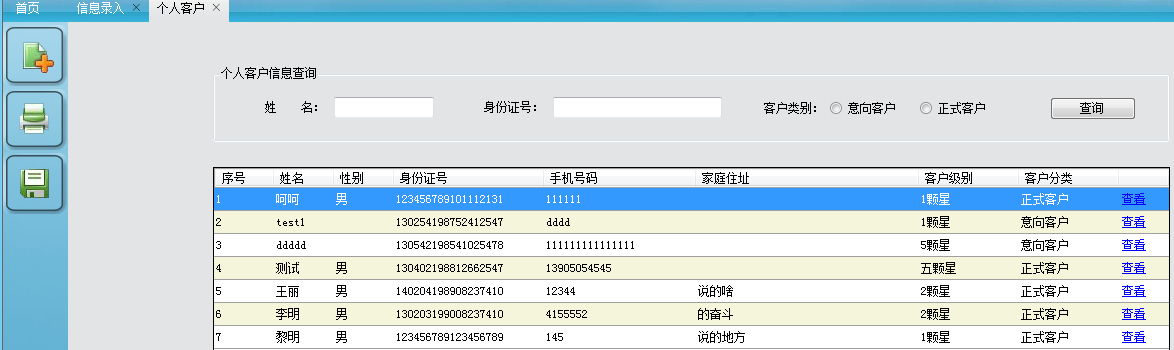 首页 信息录入 × 个人客户 ×
个人客户信息查询
姓 名： 身份证号： 客户类别： 意向客户 正式客户 查询
序号 姓名 性别 身份证号 手机号码 家庭住址 客户级别 客户分类
1 呵呵 男 123456789101112131 111111 1颗星 正式客户 查看
2 test1 130254198752412547 dddd 1颗星 意向客户 查看
3 ddddd 130542198541025478 111111111111111 5颗星 意向客户 查看
4 测试 男 130402198812662547 13905054545 五颗星 正式客户 查看
5 王丽 男 140204198908237410 12344 说的啥 2颗星 正式客户 查看
6 李明 男 130203199008237410 4155552 的奋斗 2颗星 正式客户 查看
7 黎明 男 123456789123456789 145 说的地方 1颗星 正式客户 查看